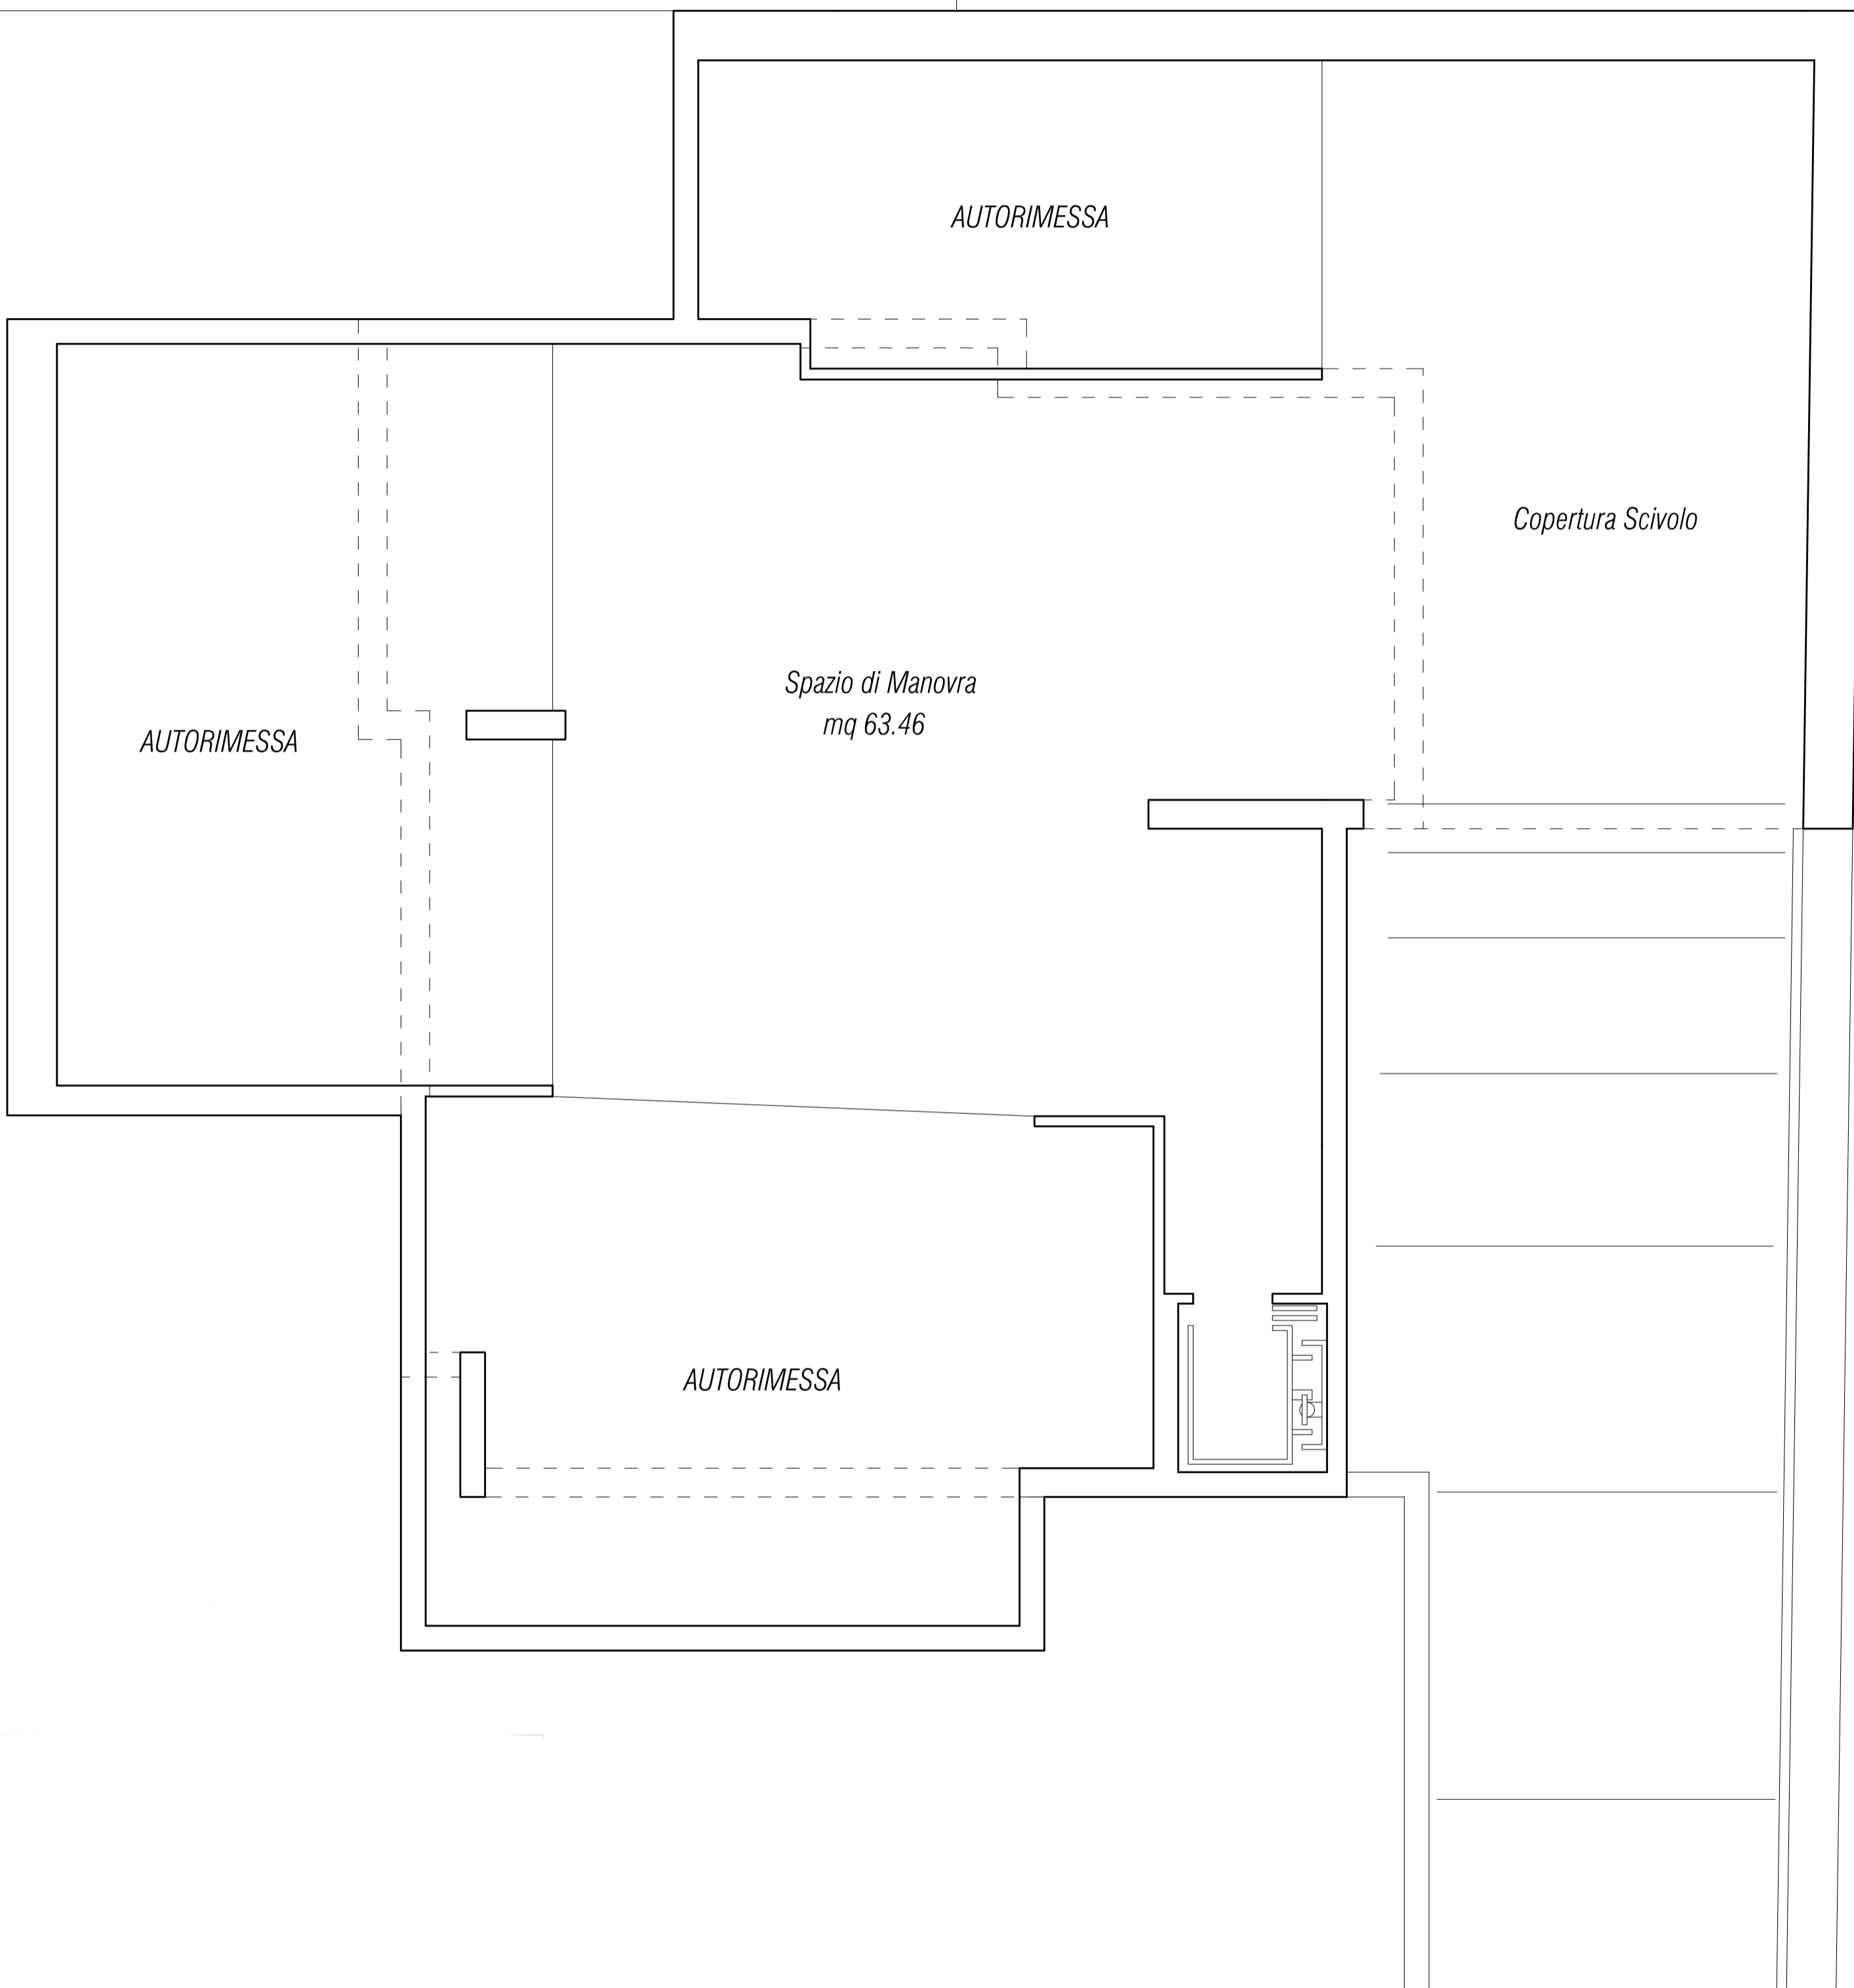 AUTORIMESSA
Copertura Scivolo
Spazio di Manovra
mq 63.46
AUTORIMESSA
AUTORIMESSA